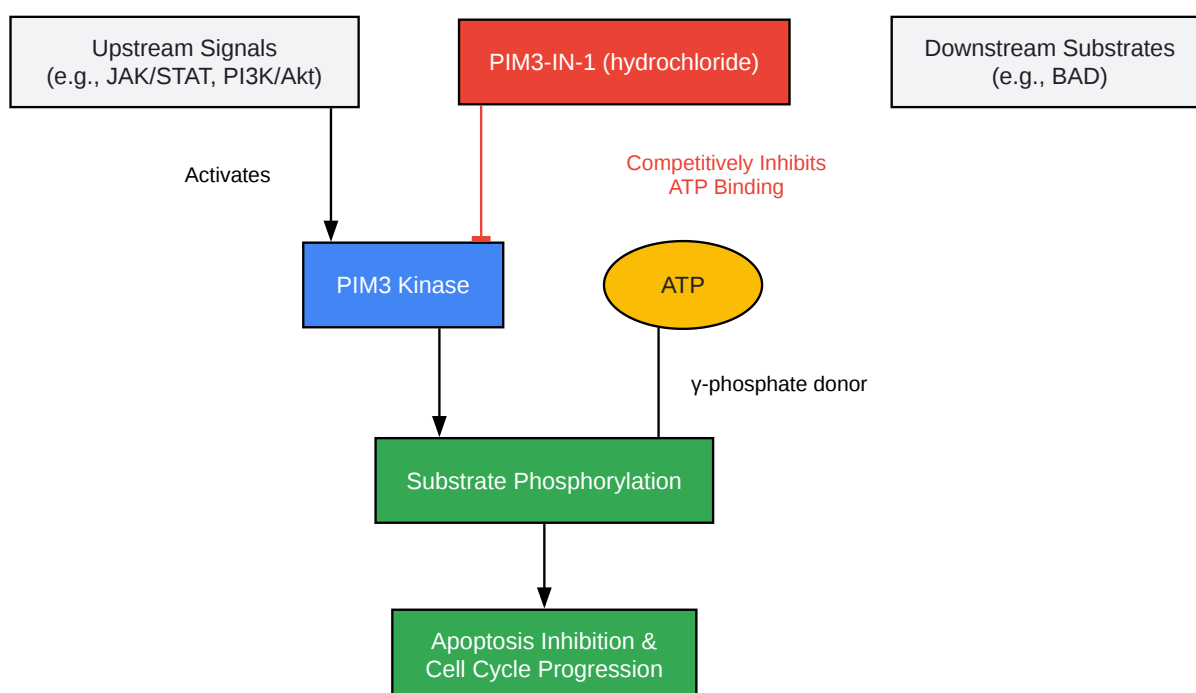 Upstream Signals
(e.g., JAK/STAT, PI3K/Akt)
PIM3-IN-1 (hydrochloride)
Downstream Substrates
(e.g., BAD)
Activates
Competitively Inhibits
ATP Binding
PIM3 Kinase
ATP
γ-phosphate donor
Substrate Phosphorylation
Apoptosis Inhibition &
Cell Cycle Progression